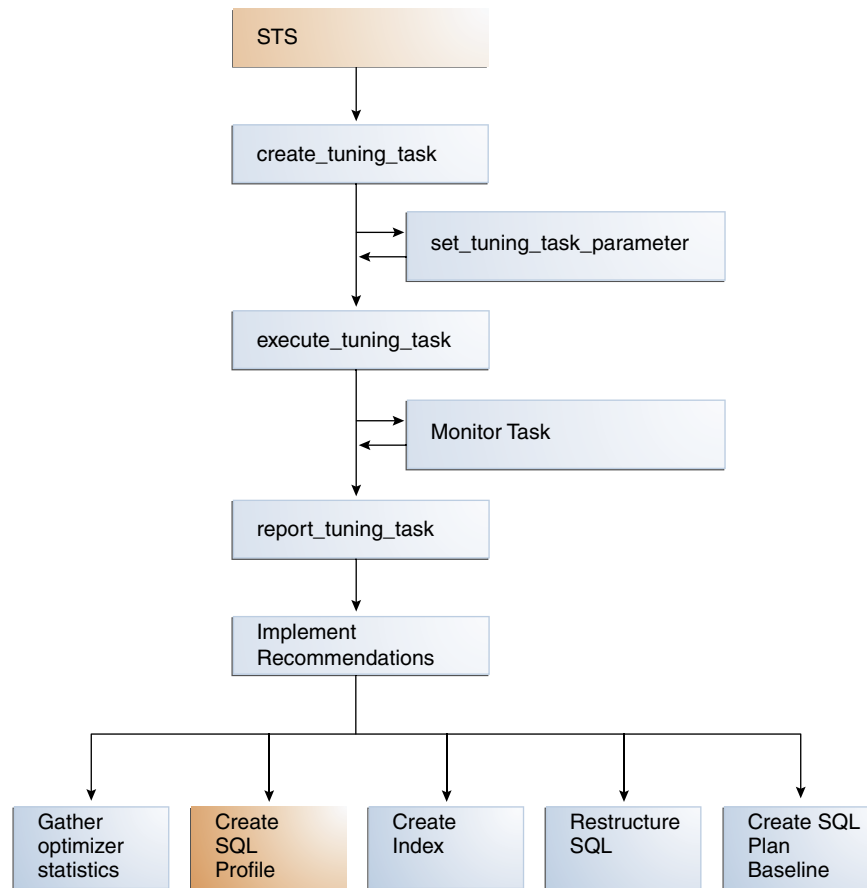 STS
create_tuning_task
set_tuning_task_parameter
execute_tuning_task
Monitor Task
report_tuning_task
Implement
Recommendations
Gather
optimizer
statistics
Create
SQL
Profile
Create
Index
Restructure
SQL
Create SQL
Plan
Baseline